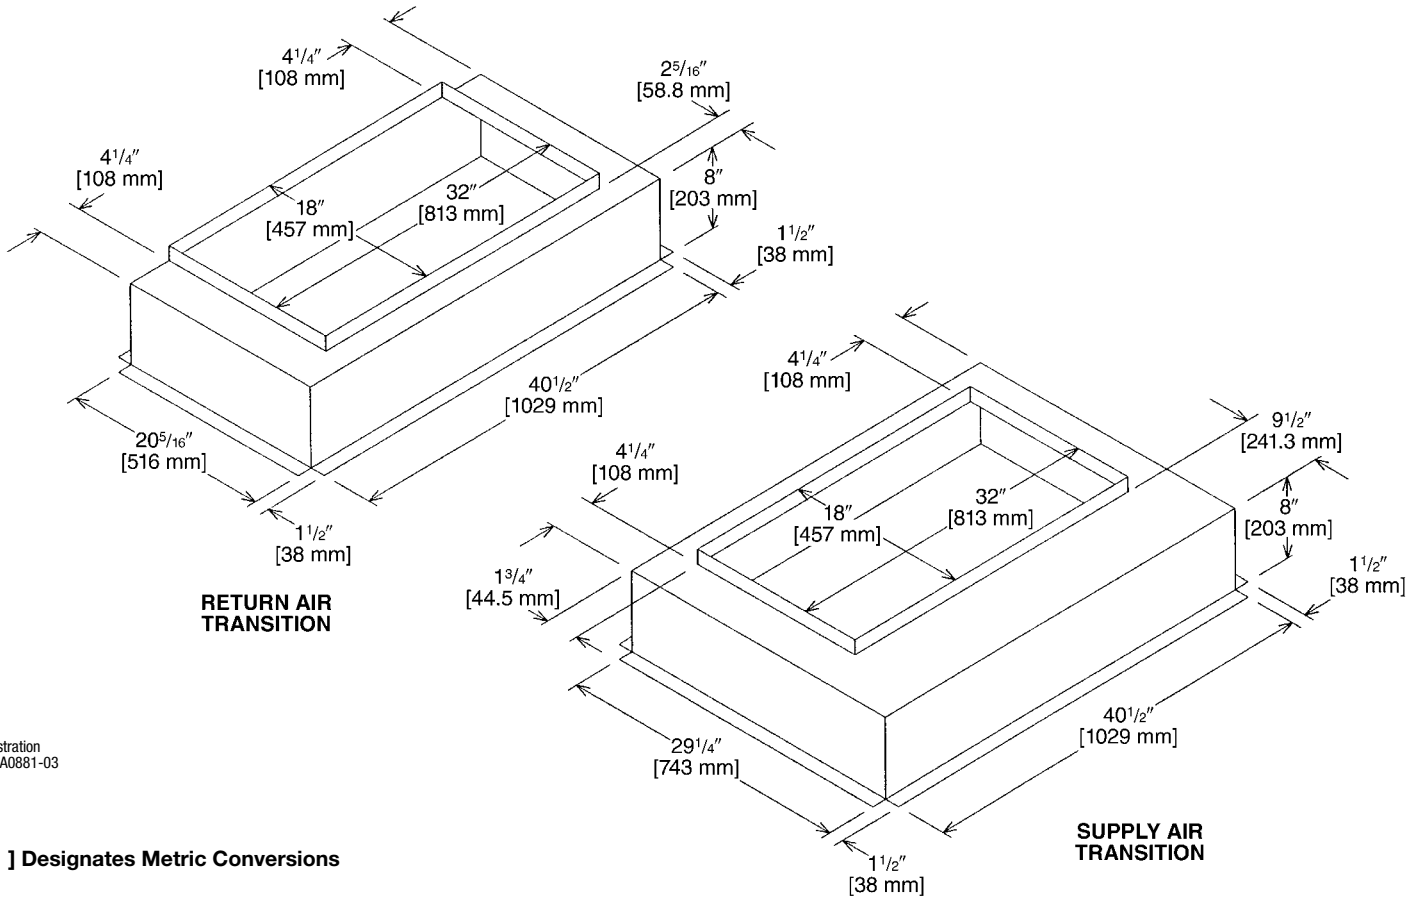 4 1/4″
[108 mm]
2 5/16″
[58.8 mm]
4 1/4″
[108 mm]
8″
[203 mm]
32″
[813 mm]
18″
[457 mm]
1 1/2″
[38 mm]
40 1/2″
[1029 mm]
20 5/16″
[516 mm]
1 1/2″
[38 mm]
RETURN AIR
TRANSITION
4 1/4″
[108 mm]
9 1/2″
[241.3 mm]
4 1/4″
[108 mm]
8″
[203 mm]
32″
[813 mm]
18″
[457 mm]
1 1/2″
[38 mm]
1 3/4″
[44.5 mm]
40 1/2″
[1029 mm]
29 1/4″
[743 mm]
1 1/2″
[38 mm]
SUPPLY AIR
TRANSITION
stration
A0881-03
] Designates Metric Conversions